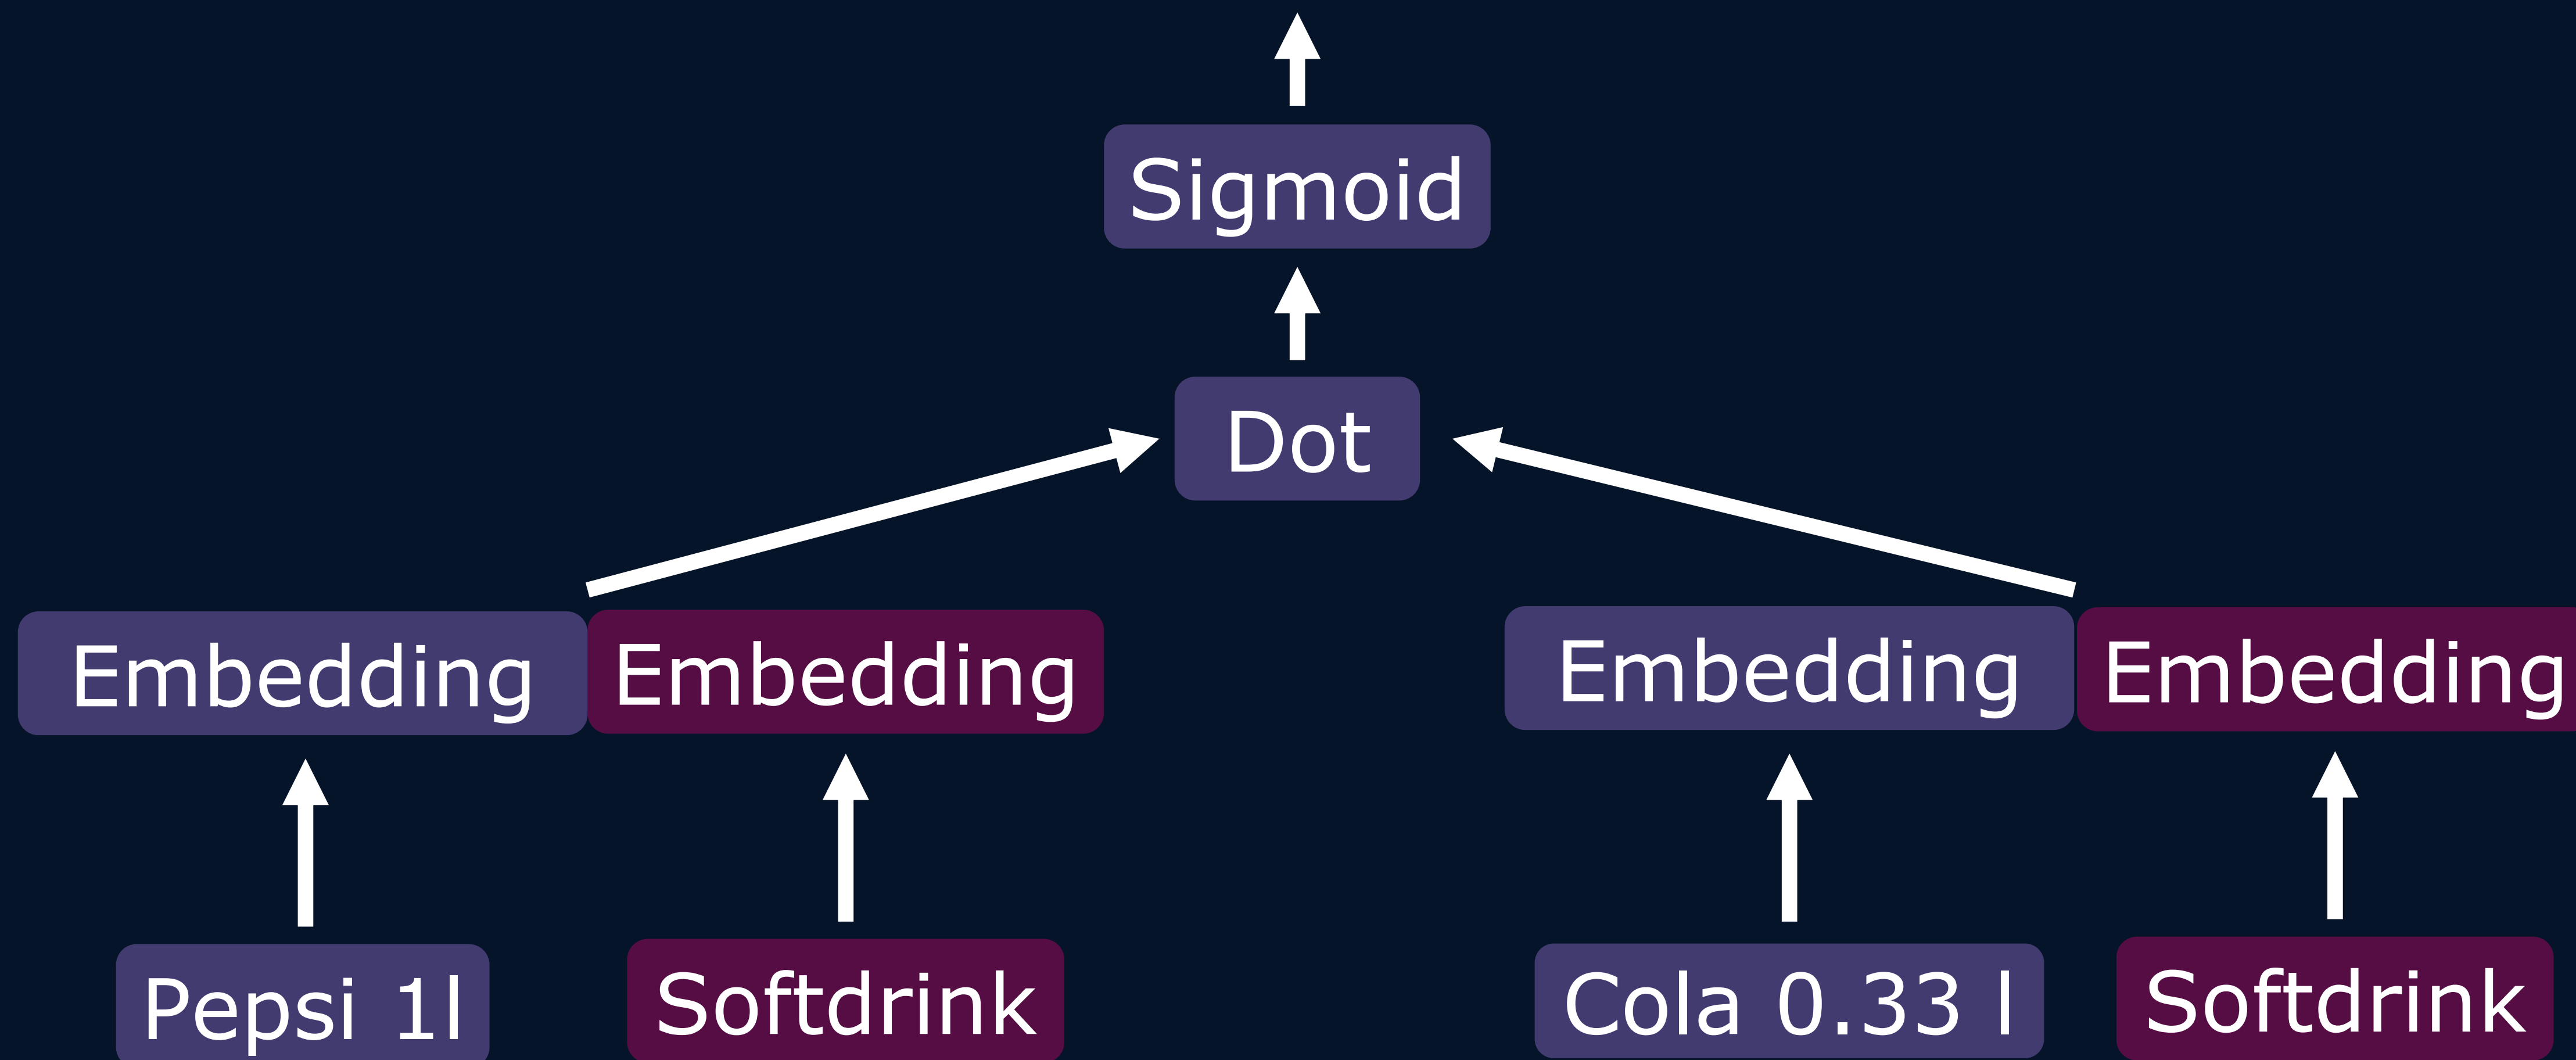 Sigmoid
Dot
Embedding Embedding Embedding Embedding
Pepsi 1l Softdrink Cola 0.33 l Softdrink